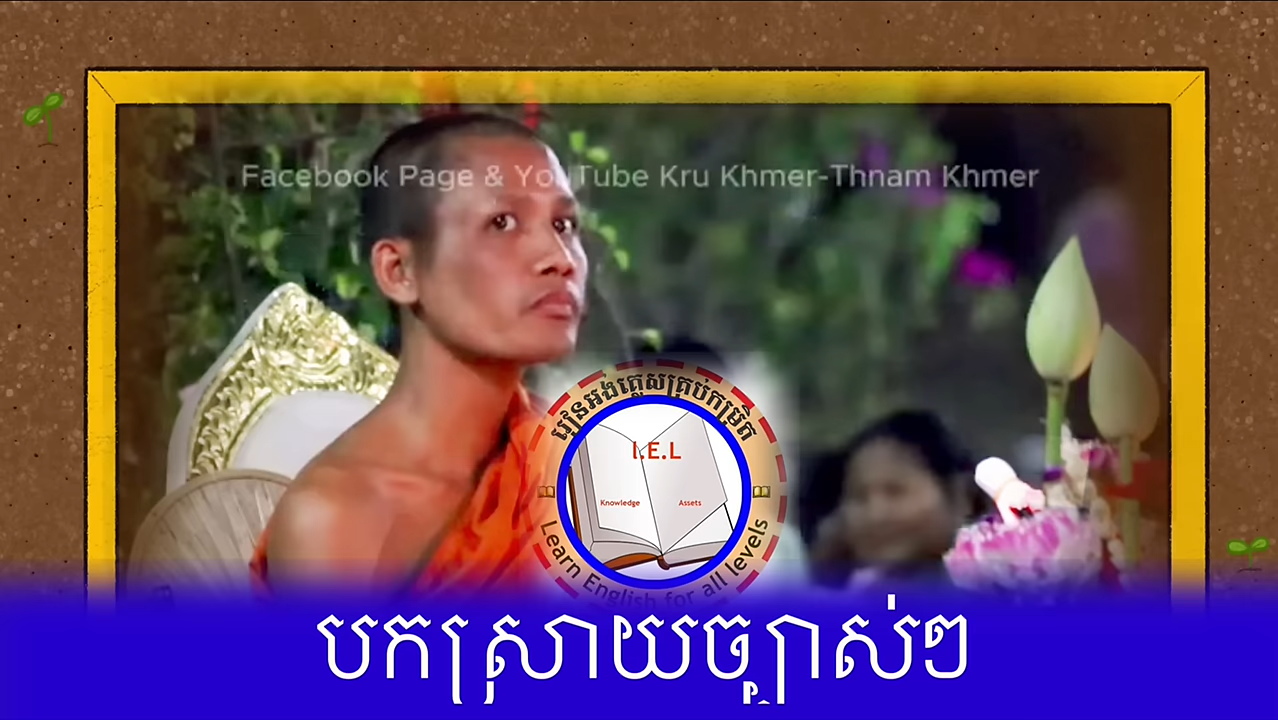 Facebook Page & YouTube Kru Khmer-Thnam Khmer
រៀនអង់គ្លេសគ្រប់កម្រិត
I.E.L
Knowledge Assets
Learn English for all levels
បកស្រាយច្បាស់ៗ